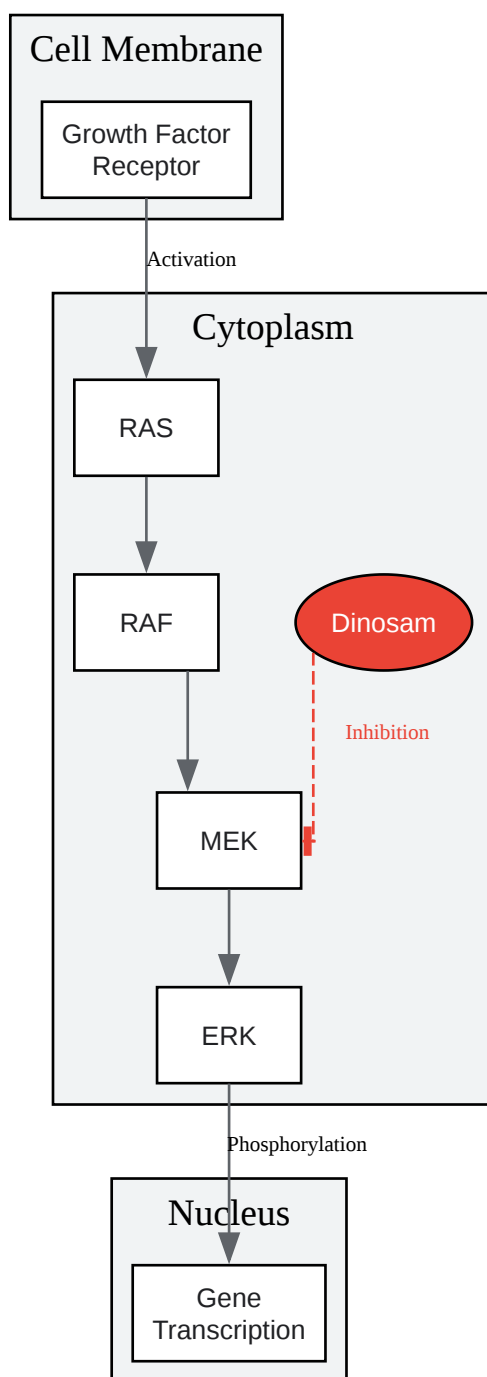 Cell Membrane
Growth Factor
Receptor
Activation
Cytoplasm
RAS
RAF
Dinosam
Inhibition
MEK
ERK
Phosphorylation
Nucleus
Gene
Transcription